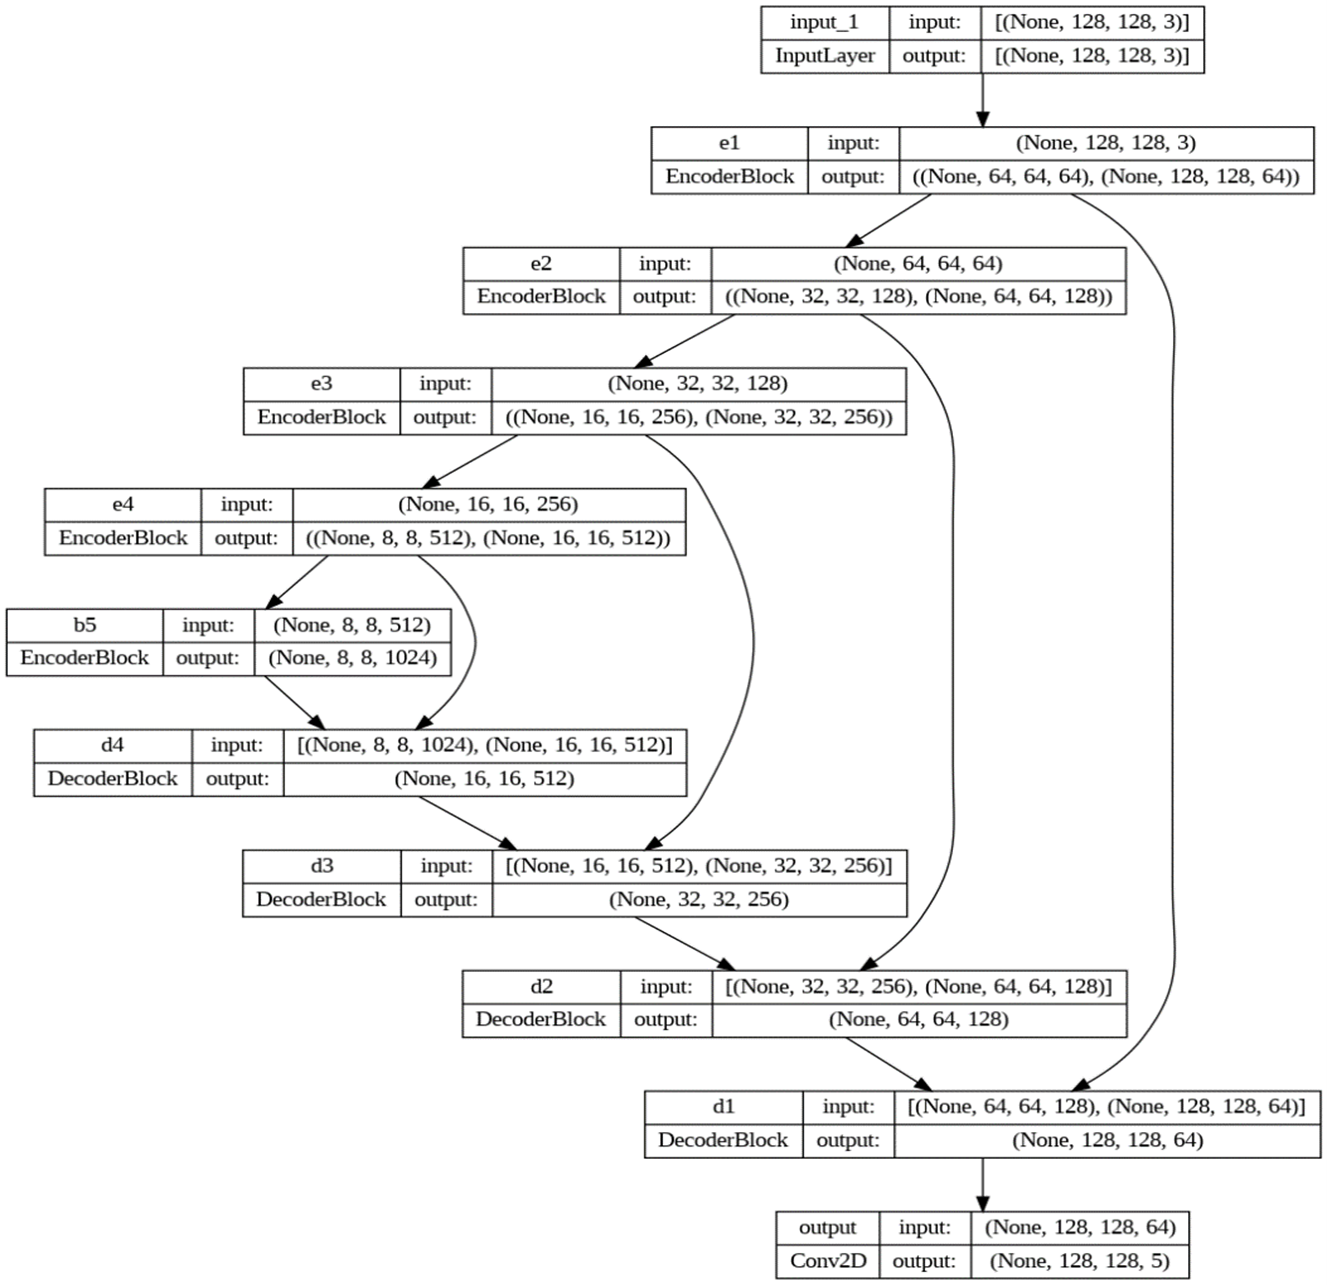 input_1 input: [(None, 128, 128, 3)]
InputLayer output: [(None, 128, 128, 3)]
e1 input: (None, 128, 128, 3)
EncoderBlock output: ((None, 64, 64, 64), (None, 128, 128, 64))
e2 input: (None, 64, 64, 64)
EncoderBlock output: ((None, 32, 32, 128), (None, 64, 64, 128))
e3 input: (None, 32, 32, 128)
EncoderBlock output: ((None, 16, 16, 256), (None, 32, 32, 256))
e4 input: (None, 16, 16, 256)
EncoderBlock output: ((None, 8, 8, 512), (None, 16, 16, 512))
b5 input: (None, 8, 8, 512)
EncoderBlock output: (None, 8, 8, 1024)
d4 input: [(None, 8, 8, 1024), (None, 16, 16, 512)]
DecoderBlock output: (None, 16, 16, 512)
d3 input: [(None, 16, 16, 512), (None, 32, 32, 256)]
DecoderBlock output: (None, 32, 32, 256)
d2 input: [(None, 32, 32, 256), (None, 64, 64, 128)]
DecoderBlock output: (None, 64, 64, 128)
d1 input: [(None, 64, 64, 128), (None, 128, 128, 64)]
DecoderBlock output: (None, 128, 128, 64)
output input: (None, 128, 128, 64)
Conv2D output: (None, 128, 128, 5)